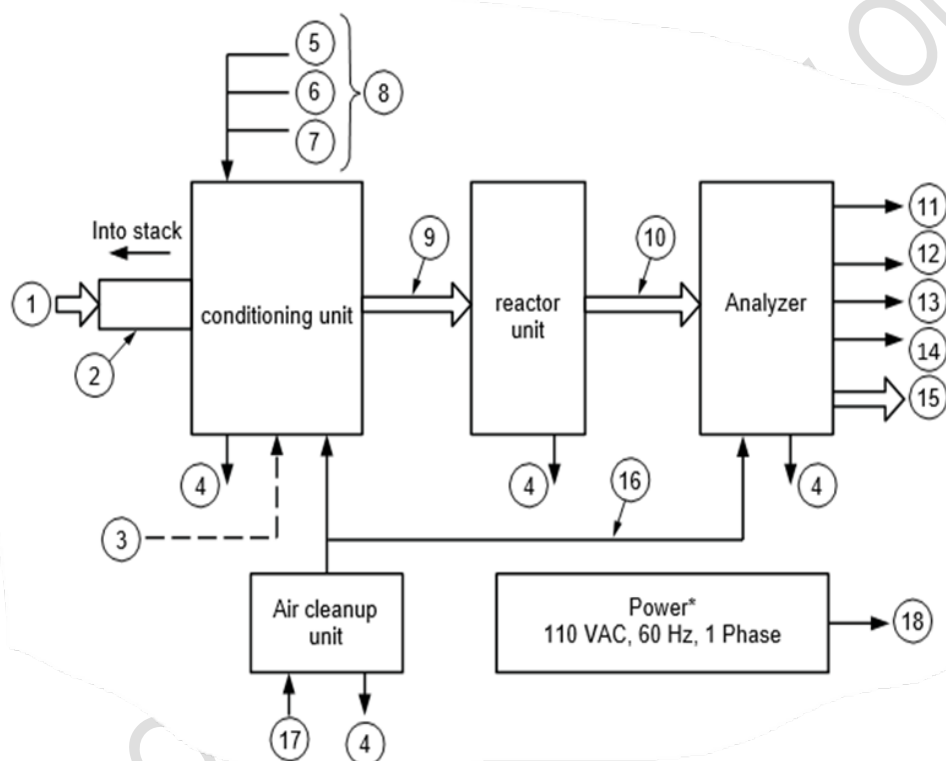 5
6
8
7
Into stack
9
10
11
12
1
conditioning unit
reactor
unit
Analyzer
13
14
2
15
4
4
16
4
3
Air cleanup
unit
Power*
110 VAC, 60 Hz, 1 Phase
18
17
4